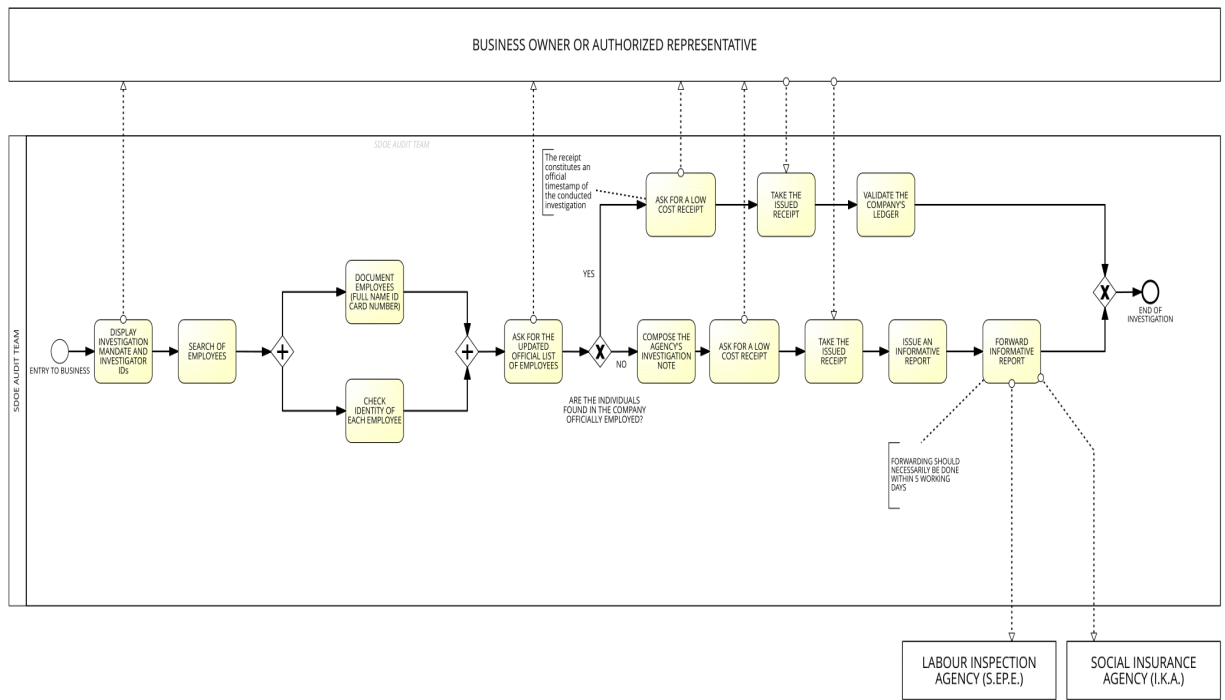 BUSINESS OWNER OR AUTHORIZED REPRESENTATIVE
SDOE AUDIT TEAM
SDOE AUDIT TEAM
The receipt
constitutes an
official
timestamp of
the conducted
investigation
ASK FOR A LOW
COST RECEIPT
TAKE THE
ISSUED
RECEIPT
VALIDATE THE
COMPANY'S
LEDGER
YES
DOCUMENT
EMPLOYEES
(FULL NAME ID
CARD NUMBER)
ENTRY TO BUSINESS
DISPLAY
INVESTIGATION
MANDATE AND
INVESTIGATOR
IDs
SEARCH OF
EMPLOYEES
CHECK
IDENTITY OF
EACH EMPLOYEE
ASK FOR THE
UPDATED
OFFICIAL LIST
OF EMPLOYEES
NO
ARE THE INDIVIDUALS
FOUND IN THE COMPANY
OFFICIALLY EMPLOYED?
COMPOSE THE
AGENCY'S
INVESTIGATION
NOTE
ASK FOR A LOW
COST RECEIPT
TAKE THE
ISSUED
RECEIPT
ISSUE AN
INFORMATIVE
REPORT
FORWARD
INFORMATIVE
REPORT
END OF
INVESTIGATION
FORWARDING SHOULD
NECESSARILY BE DONE
WITHIN 5 WORKING
DAYS
LABOUR INSPECTION
AGENCY (S.EP.E.)
SOCIAL INSURANCE
AGENCY (I.K.A.)